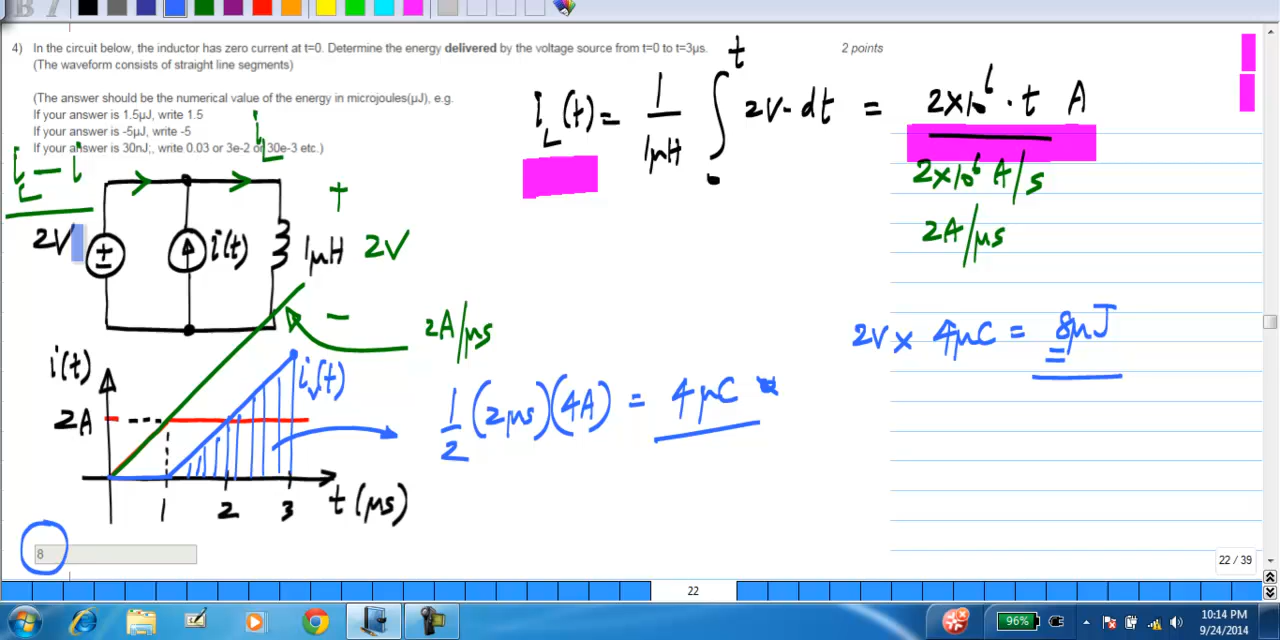 4) In the circuit below, the inductor has zero current at t=0. Determine the energy delivered by the voltage source from t=0 to t=3µs.
2 points
(The waveform consists of straight line segments)
(The answer should be the numerical value of the energy in microjoules(µJ), e.g.
If your answer is 1.5µJ, write 1.5
If your answer is -5µJ, write -5
If your answer is 30nJ;, write 0.03 or 3e-2 or 30e-3 etc.)
i_L(t) = 1/1µH ∫_0^t 2V·dt = 2×10^6 · t A
2×10^6 A/s
2A/µs
i_L - i
i_L
+
2V
i(t)
1µH
2V
-
2A/µs
2V × 4µC = 8µJ
i(t)
2A
i_v(t)
1/2 (2µs)(4A) = 4µC
1 2 3
t(µs)
8
22 / 39
22
96%
10:14 PM
9/24/2014